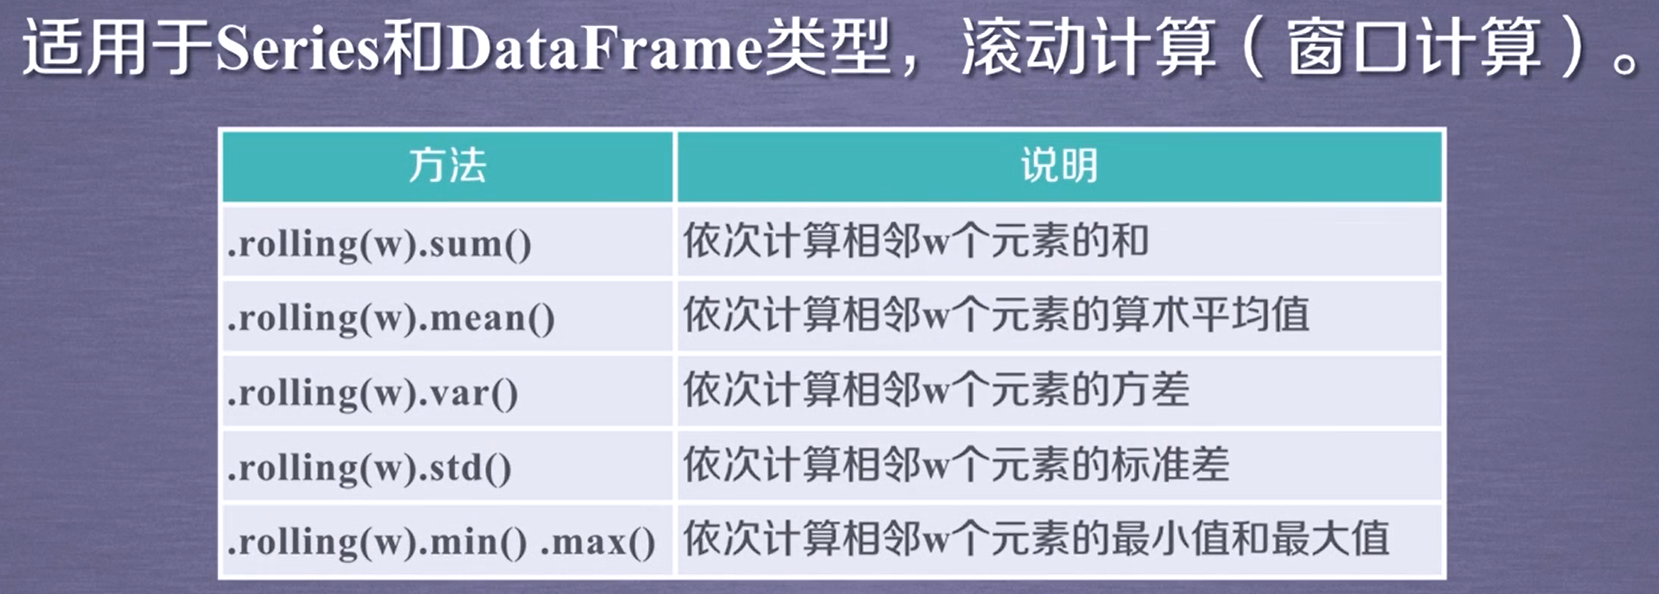 适用于Series和DataFrame类型，滚动计算（窗口计算）。
方法 说明
.rolling(w).sum() 依次计算相邻w个元素的和
.rolling(w).mean() 依次计算相邻w个元素的算术平均值
.rolling(w).var() 依次计算相邻w个元素的方差
.rolling(w).std() 依次计算相邻w个元素的标准差
.rolling(w).min() .max() 依次计算相邻w个元素的最小值和最大值